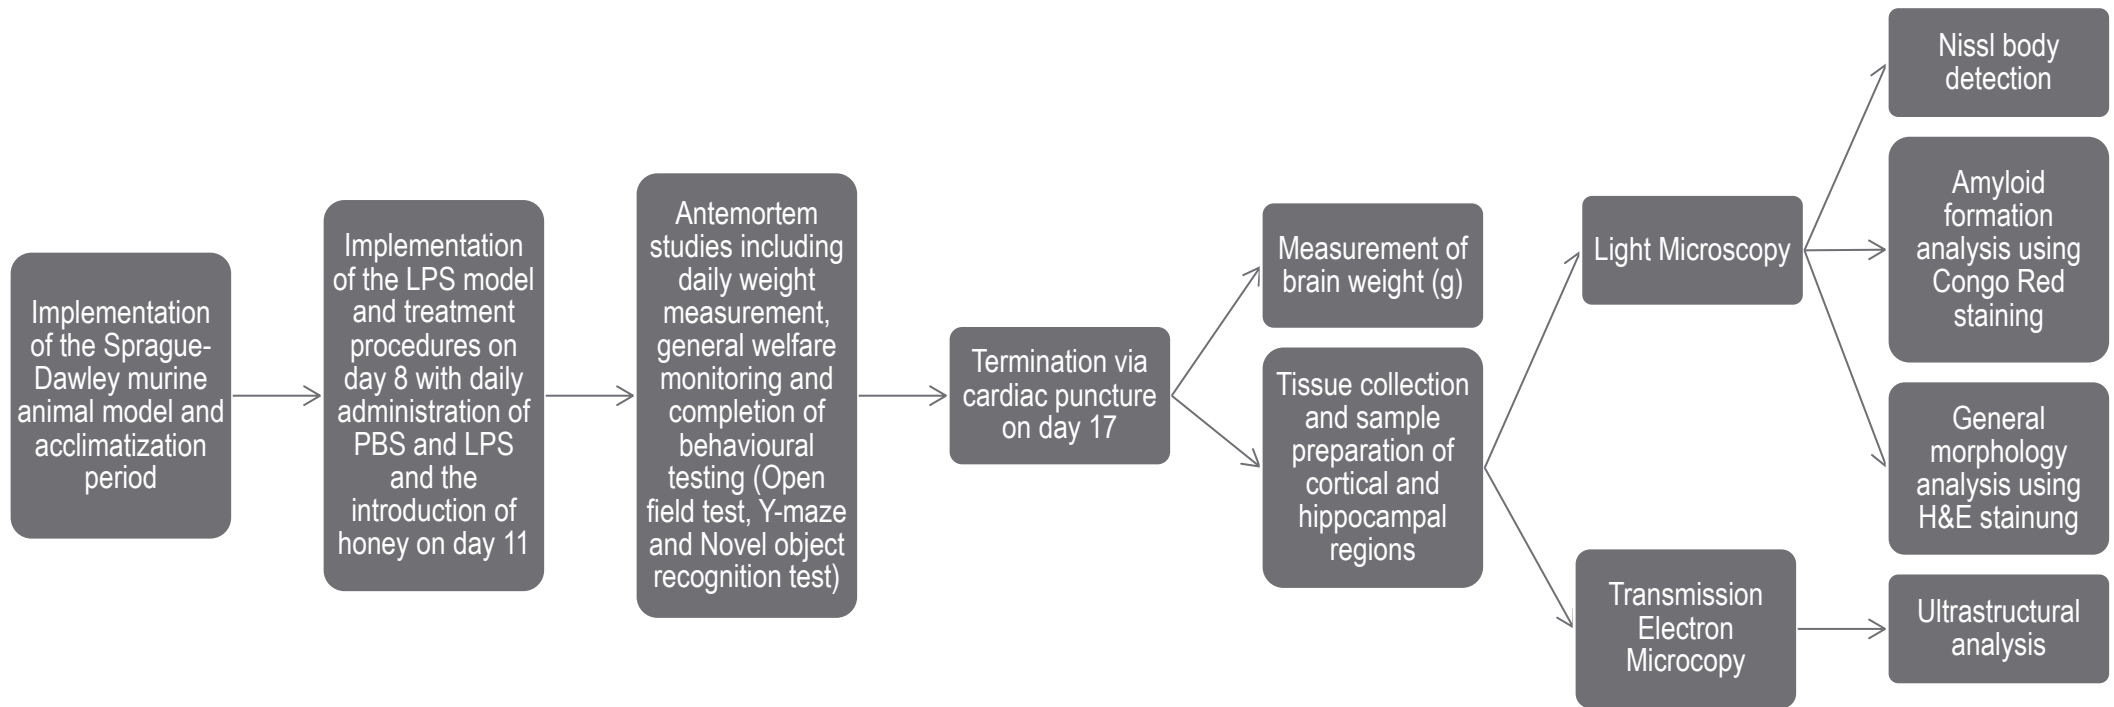 Implementation
of the Sprague-
Dawley murine
animal model and
acclimatization
period
Implementation
of the LPS model
and treatment
procedures on
day 8 with daily
administration of
PBS and LPS
and the
introduction of
honey on day 11
Antemortem
studies including
daily weight
measurement,
general welfare
monitoring and
completion of
behavioural
testing (Open
field test, Y-maze
and Novel object
recognition test)
Termination via
cardiac puncture
on day 17
Measurement of
brain weight (g)
Tissue collection
and sample
preparation of
cortical and
hippocampal
regions
Light Microscopy
Transmission
Electron
Microcopy
Nissl body
detection
Amyloid
formation
analysis using
Congo Red
staining
General
morphology
analysis using
H&E stainung
Ultrastructural
analysis